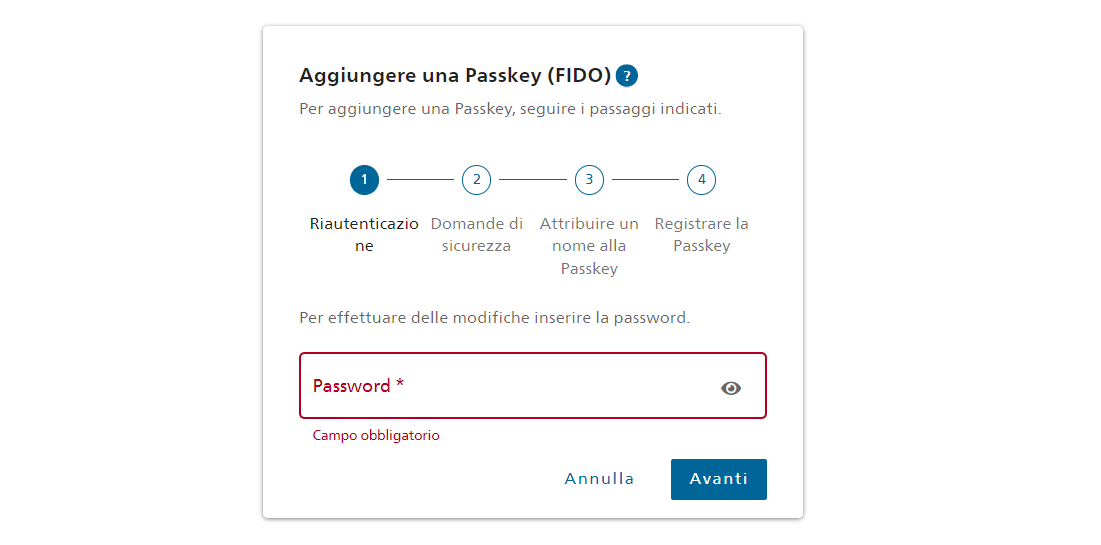 Aggiungere una Passkey (FIDO) ?
Per aggiungere una Passkey, seguire i passaggi indicati.
1 2 3 4
Riautenticazio Domande di Attribuire un Registrare la
ne sicurezza nome alla Passkey
Passkey
Per effettuare delle modifiche inserire la password.
Password *
Campo obbligatorio
Annulla Avanti